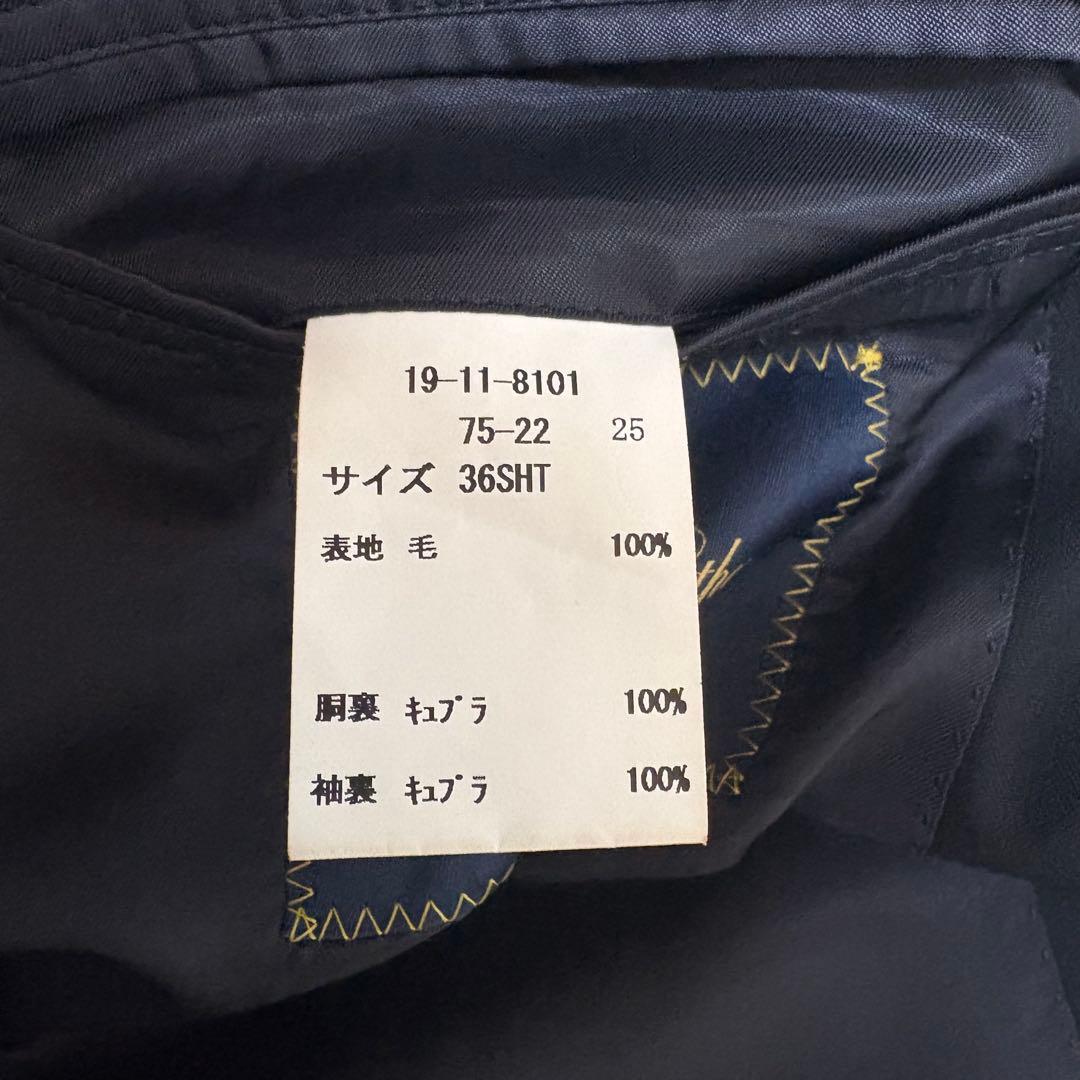 19-11-8101
75-22 25
サイズ 36SHT
表地 毛 100%
胴裏 ｷｭﾌﾟﾗ 100%
袖裏 ｷｭﾌﾟﾗ 100%